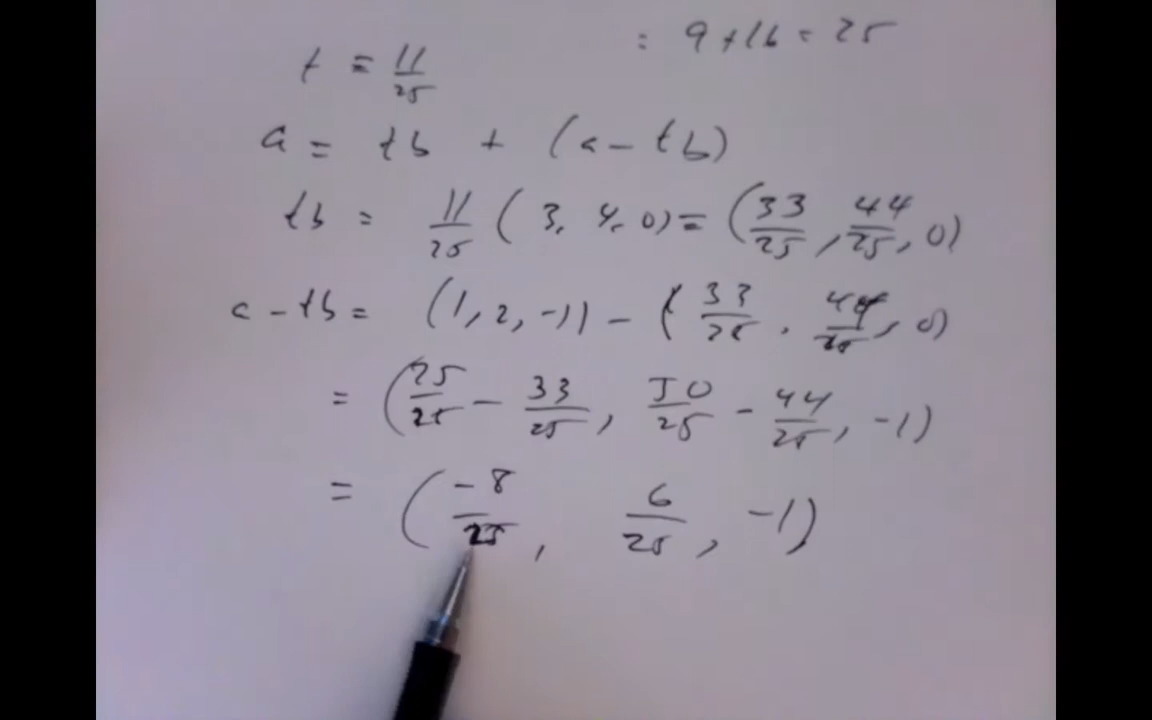 : 9 + 16 = 25
t = 11/25
a = tb + (a - tb)
tb = 11/25 (3, 4, 0) = (33/25, 44/25, 0)
a - tb = (1, 2, -1) - (33/25, 44/25, 0)
= (25/25 - 33/25, 50/25 - 44/25, -1)
= (-8/25, 6/25, -1)